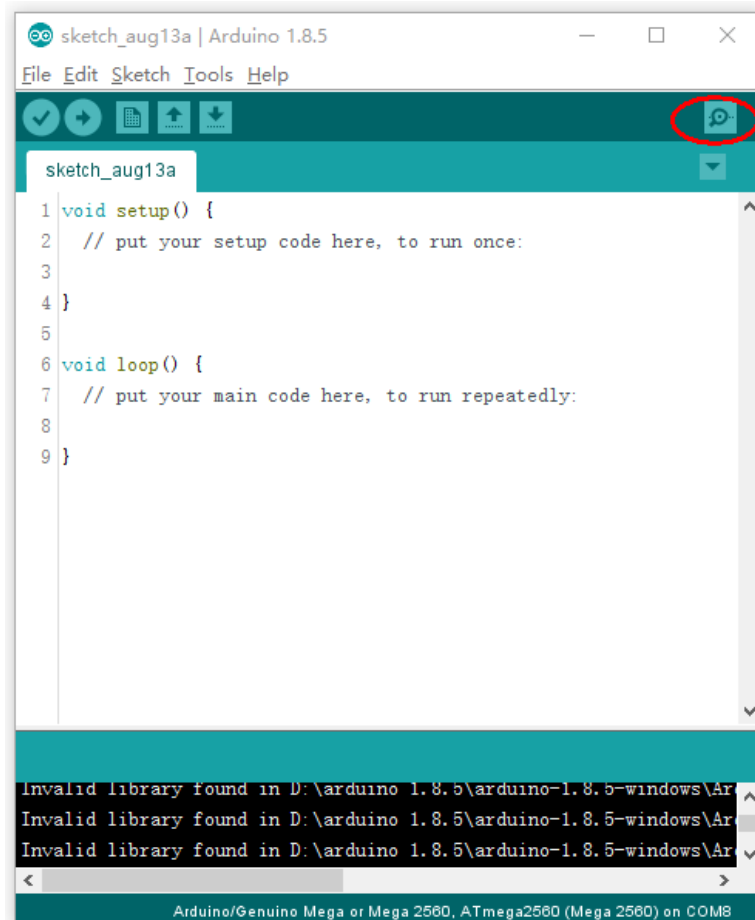 sketch_aug13a | Arduino 1.8.5
File Edit Sketch Tools Help
sketch_aug13a
1 void setup() {
2 // put your setup code here, to run once:
3
4 }
5
6 void loop() {
7 // put your main code here, to run repeatedly:
8
9 }
Invalid library found in D:\arduino 1.8.5\arduino-1.8.5-windows\Ar
Invalid library found in D:\arduino 1.8.5\arduino-1.8.5-windows\Ar
Invalid library found in D:\arduino 1.8.5\arduino-1.8.5-windows\Ar
Arduino/Genuino Mega or Mega 2560, ATmega2560 (Mega 2560) on COM8